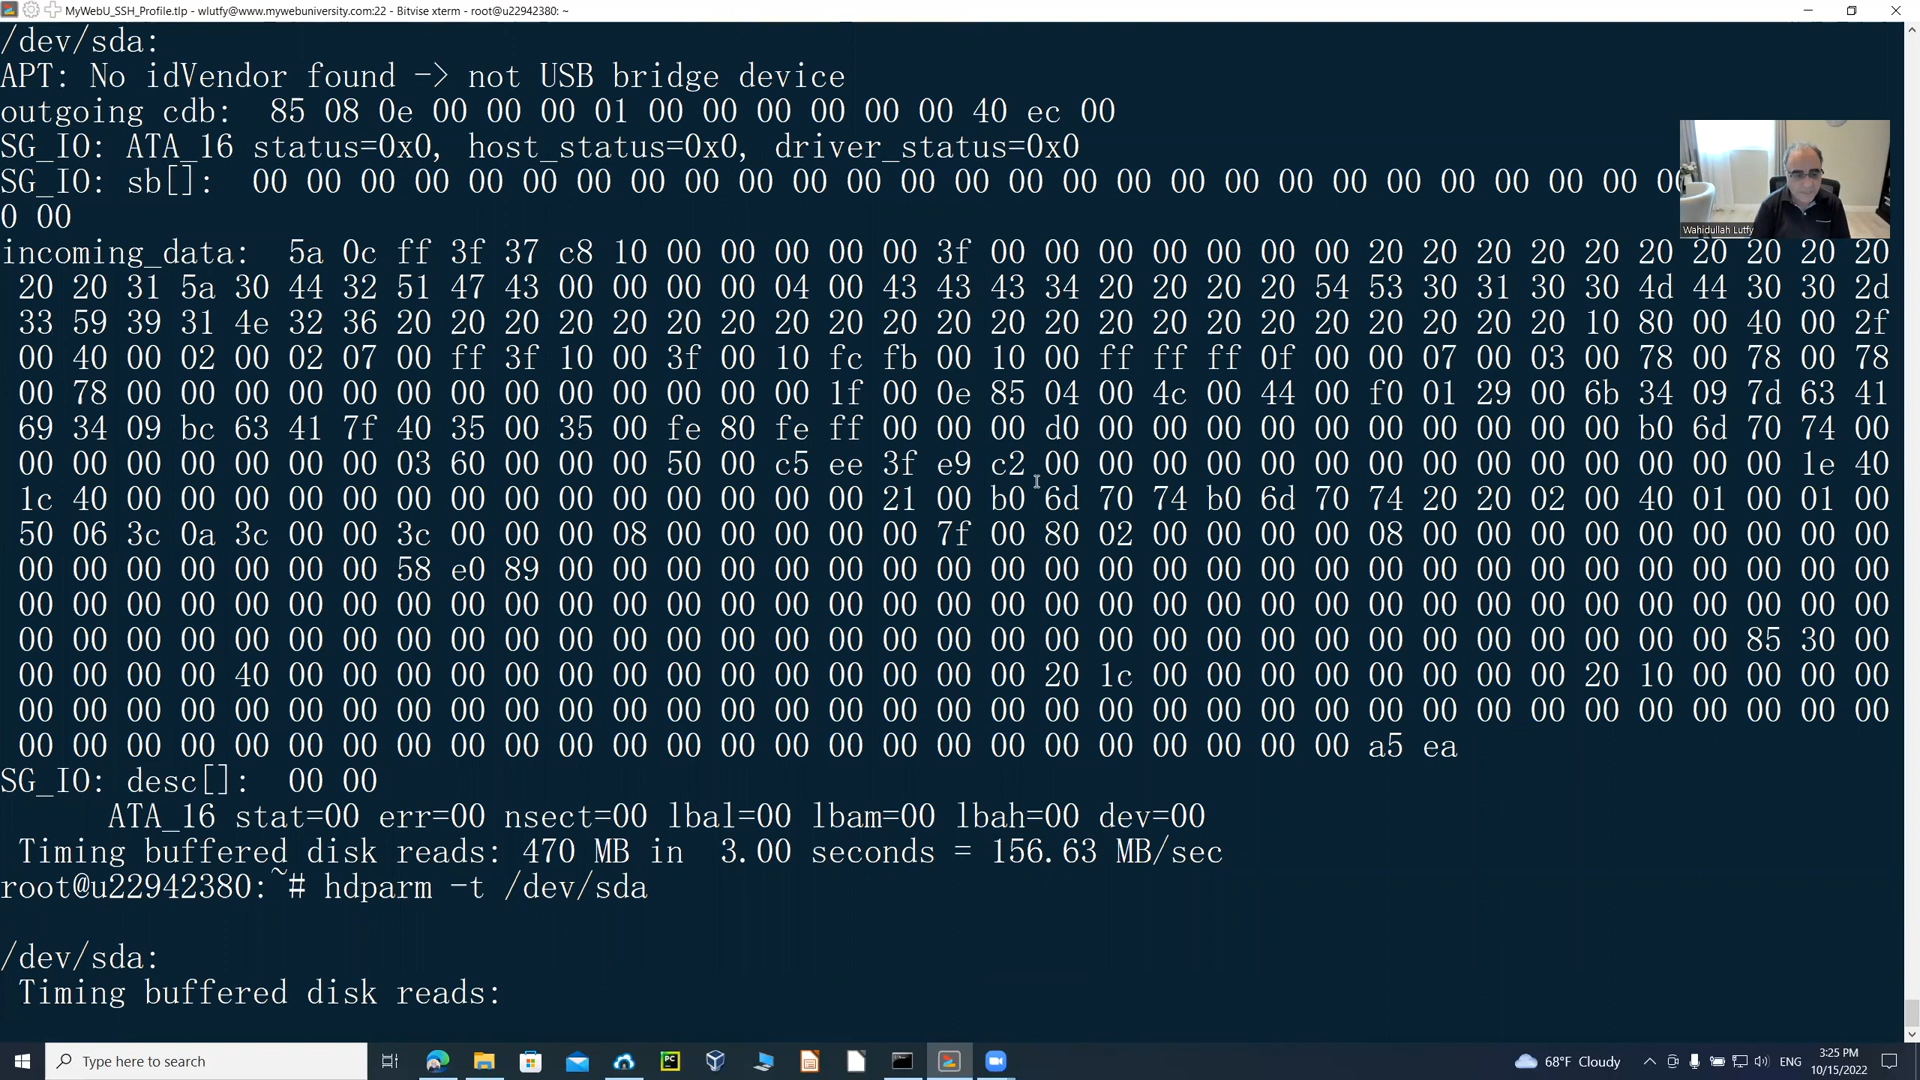 MyWebU_SSH_Profile.tlp - wlutfy@www.mywebuniversity.com:22 - Bitvise xterm - root@u22942380: ~
/dev/sda:
APT: No idVendor found -> not USB bridge device
outgoing cdb:  85 08 0e 00 00 00 01 00 00 00 00 00 00 40 ec 00
SG_IO: ATA_16 status=0x0, host_status=0x0, driver_status=0x0
SG_IO: sb[]:  00 00 00 00 00 00 00 00 00 00 00 00 00 00 00 00 00 00 00 00 00 00 00 00 00 00 00
0 00
Wahidullah Lutfy
incoming_data:  5a 0c ff 3f 37 c8 10 00 00 00 00 00 3f 00 00 00 00 00 00 00 20 20 20 20 20 20 20 20 20 20
20 20 31 5a 30 44 32 51 47 43 00 00 00 00 04 00 43 43 43 34 20 20 20 20 54 53 30 31 30 30 4d 44 30 30 2d
33 59 39 31 4e 32 36 20 20 20 20 20 20 20 20 20 20 20 20 20 20 20 20 20 20 20 20 20 20 10 80 00 40 00 2f
00 40 00 02 00 02 07 00 ff 3f 10 00 3f 00 10 fc fb 00 10 00 ff ff ff 0f 00 00 07 00 03 00 78 00 78 00 78
00 78 00 00 00 00 00 00 00 00 00 00 00 00 1f 00 0e 85 04 00 4c 00 44 00 f0 01 29 00 6b 34 09 7d 63 41
69 34 09 bc 63 41 7f 40 35 00 35 00 fe 80 fe ff 00 00 00 d0 00 00 00 00 00 00 00 00 00 00 b0 6d 70 74 00
00 00 00 00 00 00 03 60 00 00 00 00 50 00 c5 ee 3f e9 c2 00 00 00 00 00 00 00 00 00 00 00 00 00 00 1e 40
1c 40 00 00 00 00 00 00 00 00 00 00 00 00 00 00 21 00 b0 6d 70 74 b0 6d 70 74 20 20 02 00 40 01 00 01 00
50 06 3c 0a 3c 00 00 3c 00 00 00 08 00 00 00 00 00 7f 00 80 02 00 00 00 00 08 00 00 00 00 00 00 00 00 00
00 00 00 00 00 00 00 58 e0 89 00 00 00 00 00 00 00 00 00 00 00 00 00 00 00 00 00 00 00 00 00 00 00 00 00
00 00 00 00 00 00 00 00 00 00 00 00 00 00 00 00 00 00 00 00 00 00 00 00 00 00 00 00 00 00 00 00 00 00 00
00 00 00 00 00 00 00 00 00 00 00 00 00 00 00 00 00 00 00 00 00 00 00 00 00 00 00 00 00 00 00 00 85 30 00
00 00 00 00 40 00 00 00 00 00 00 00 00 00 00 00 00 00 00 20 1c 00 00 00 00 00 00 00 00 20 10 00 00 00 00
00 00 00 00 00 00 00 00 00 00 00 00 00 00 00 00 00 00 00 00 00 00 00 00 00 00 00 00 00 00 00 00 00 00 00
00 00 00 00 00 00 00 00 00 00 00 00 00 00 00 00 00 00 00 00 00 00 00 00 00 a5 ea
SG_IO: desc[]:  00 00
ATA_16 stat=00 err=00 nsect=00 lbal=00 lbam=00 lbah=00 dev=00
Timing buffered disk reads: 470 MB in  3.00 seconds = 156.63 MB/sec
root@u22942380:~# hdparm -t /dev/sda
/dev/sda:
Timing buffered disk reads:
Type here to search
68°F Cloudy
ENG
3:25 PM
10/15/2022